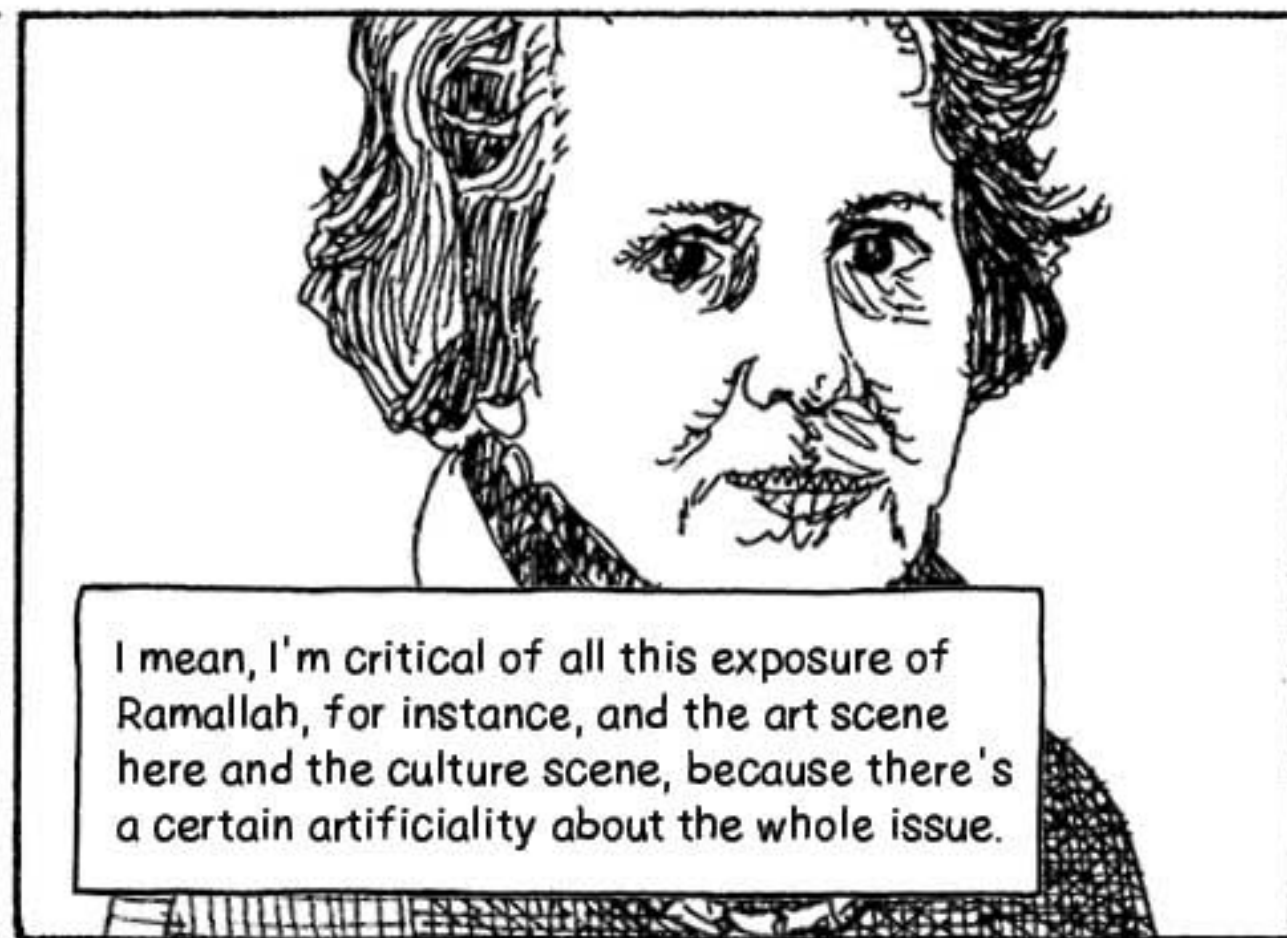 I mean, I'm critical of all this exposure of
Ramallah, for instance, and the art scene
here and the culture scene, because there's
a certain artificiality about the whole issue.